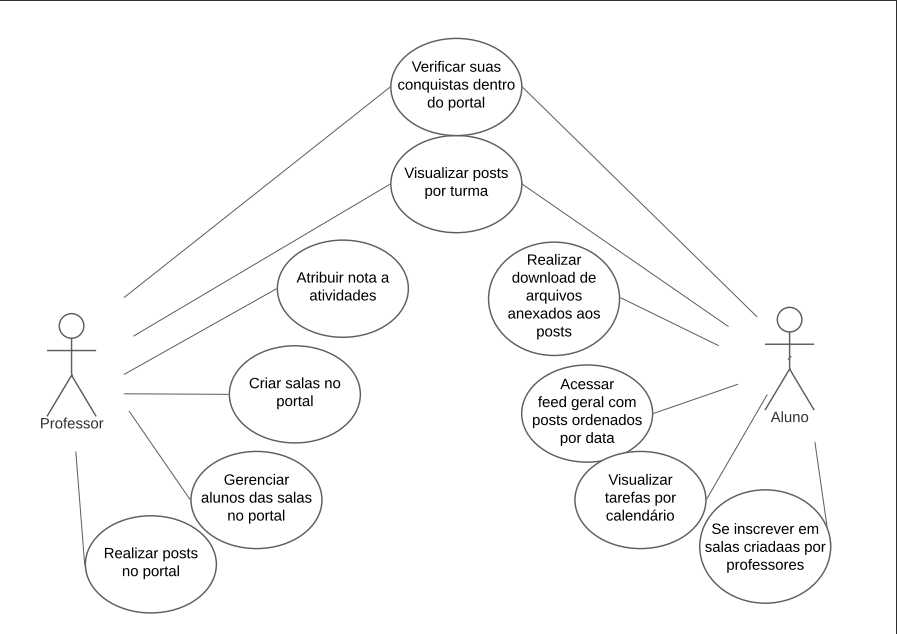 Verificar suas
conquistas dentro
do portal
Visualizar posts
por turma
Atribuir nota a
atividades
Realizar
download de
arquivos
anexados aos
posts
Criar salas no
portal
Acessar
feed geral com
posts ordenados
por data
Professor
Aluno
Gerenciar
alunos das salas
no portal
Visualizar
tarefas por
calendário
Realizar posts
no portal
Se inscrever em
salas criadaas por
professores